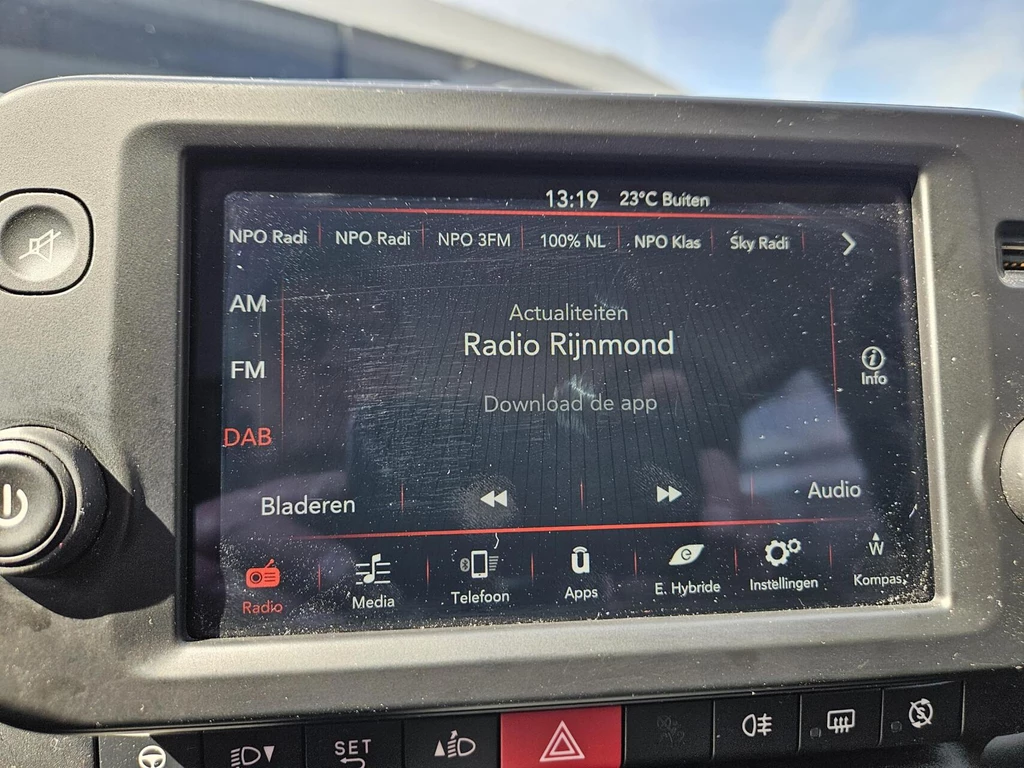 13:19 23°C Buiten
NPO Radi NPO Radi NPO 3FM 100% NL NPO Klas Sky Radi
AM
Actualiteiten
Radio Rijnmond
FM
Info
Download de app
DAB
Bladeren Audio
W
Radio Media Telefoon Apps E. Hybride Instellingen Kompas
SET